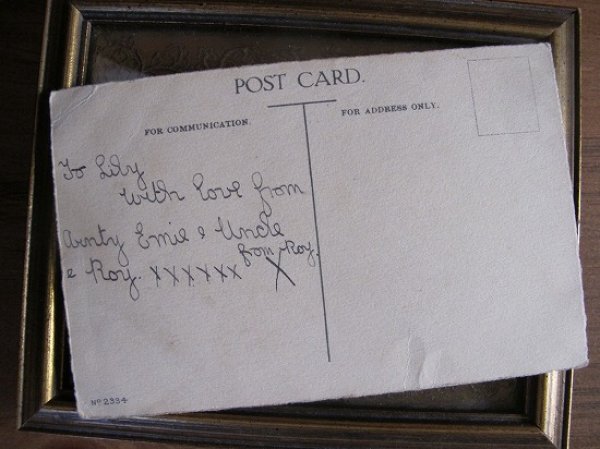 POST CARD.
FOR COMMUNICATION.
FOR ADDRESS ONLY.
To Lily
With love from
Aunty Emie & Uncle
from Roy.
& Roy. XXXXXX X
Nº 2334